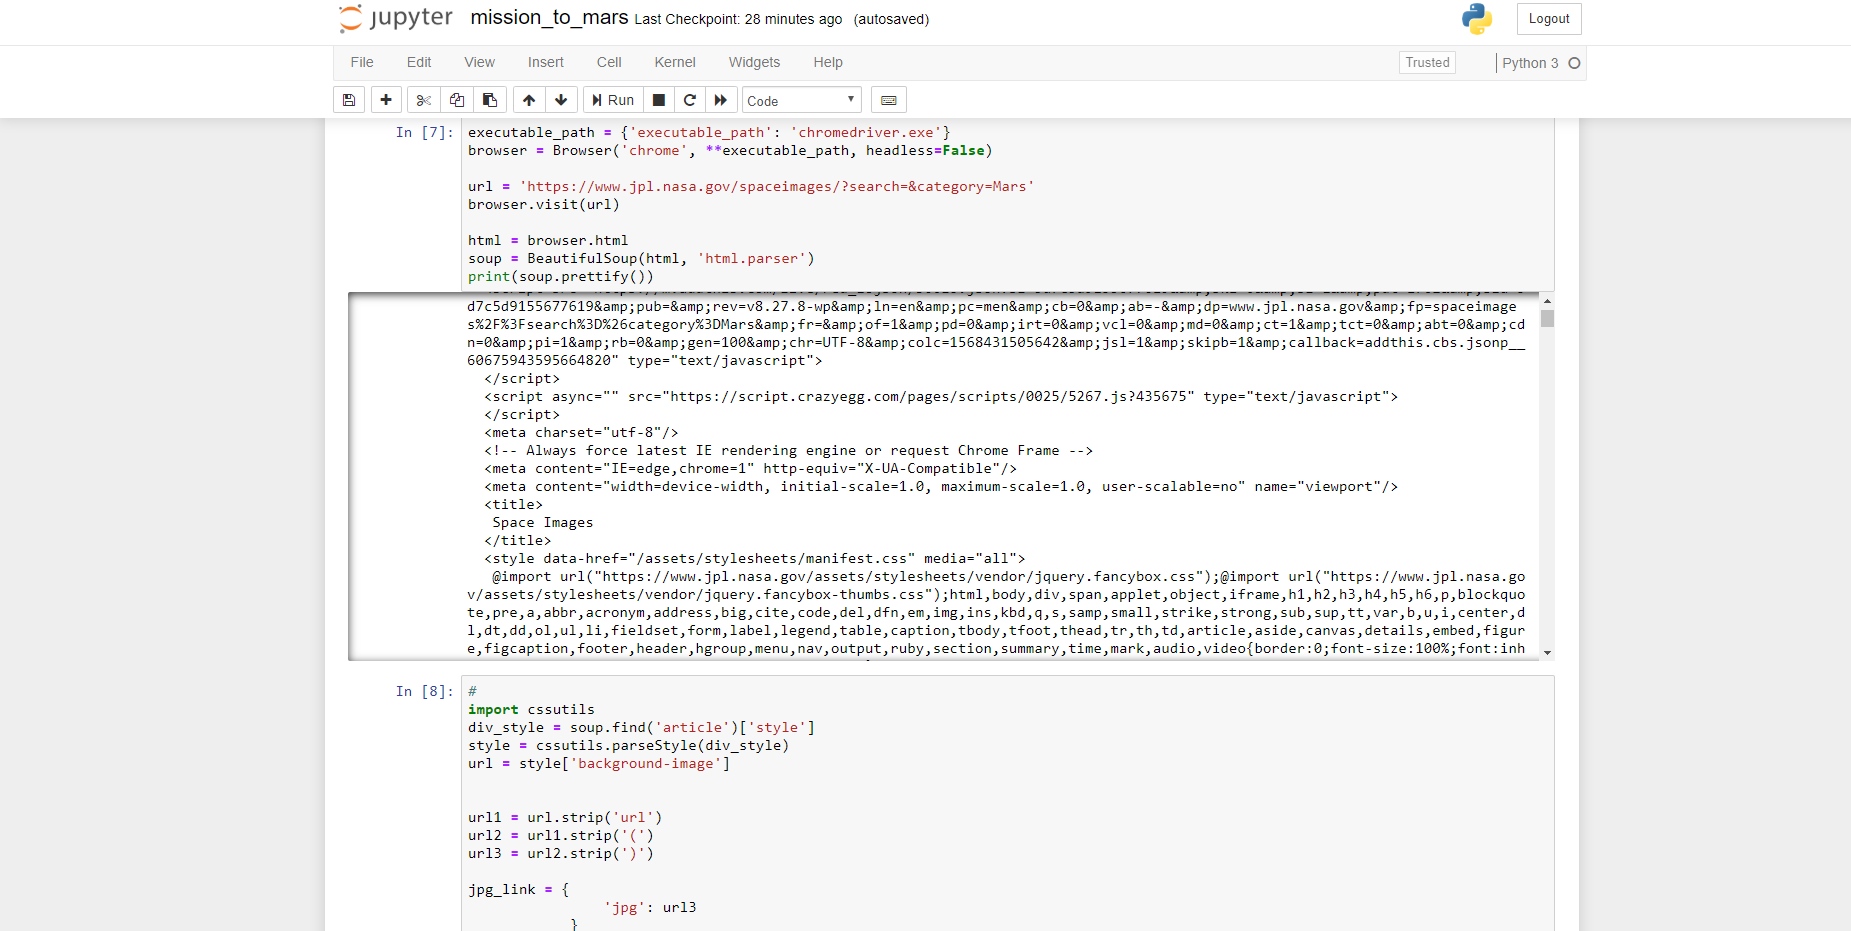 jupyter mission_to_mars Last Checkpoint: 28 minutes ago (autosaved) Logout
File Edit View Insert Cell Kernel Widgets Help Trusted Python 3
Run Code
In [7]: executable_path = {'executable_path': 'chromedriver.exe'}
browser = Browser('chrome', **executable_path, headless=False)
url = 'https://www.jpl.nasa.gov/spaceimages/?search=&category=Mars'
browser.visit(url)
html = browser.html
soup = BeautifulSoup(html, 'html.parser')
print(soup.prettify())
d7c5d9155677619&amp;pub=&amp;rev=v8.27.8-wp&amp;ln=en&amp;pc=men&amp;cb=0&amp;ab=-&amp;dp=www.jpl.nasa.gov&amp;fp=spaceimage
s%2F%3Fsearch%3D%26category%3DMars&amp;fr=&amp;of=1&amp;pd=0&amp;irt=0&amp;vcl=0&amp;md=0&amp;ct=1&amp;tct=0&amp;abt=0&amp;cd
n=0&amp;pi=1&amp;rb=0&amp;gen=100&amp;chr=UTF-8&amp;colc=1568431505642&amp;jsl=1&amp;skipb=1&amp;callback=addthis.cbs.jsonp__
60675943595664820" type="text/javascript">
</script>
<script async="" src="https://script.crazyegg.com/pages/scripts/0025/5267.js?435675" type="text/javascript">
</script>
<meta charset="utf-8"/>
<!-- Always force latest IE rendering engine or request Chrome Frame -->
<meta content="IE=edge,chrome=1" http-equiv="X-UA-Compatible"/>
<meta content="width=device-width, initial-scale=1.0, maximum-scale=1.0, user-scalable=no" name="viewport"/>
<title>
Space Images
</title>
<style data-href="/assets/stylesheets/manifest.css" media="all">
@import url("https://www.jpl.nasa.gov/assets/stylesheets/vendor/jquery.fancybox.css");@import url("https://www.jpl.nasa.go
v/assets/stylesheets/vendor/jquery.fancybox-thumbs.css");html,body,div,span,applet,object,iframe,h1,h2,h3,h4,h5,h6,p,blockquo
te,pre,a,abbr,acronym,address,big,cite,code,del,dfn,em,img,ins,kbd,q,s,samp,small,strike,strong,sub,sup,tt,var,b,u,i,center,d
l,dt,dd,ol,ul,li,fieldset,form,label,legend,table,caption,tbody,tfoot,thead,tr,th,td,article,aside,canvas,details,embed,figur
e,figcaption,footer,header,hgroup,menu,nav,output,ruby,section,summary,time,mark,audio,video{border:0;font-size:100%;font:inh
In [8]: #
import cssutils
div_style = soup.find('article')['style']
style = cssutils.parseStyle(div_style)
url = style['background-image']
url1 = url.strip('url')
url2 = url1.strip('(')
url3 = url2.strip(')')
jpg_link = {
'jpg': url3
}